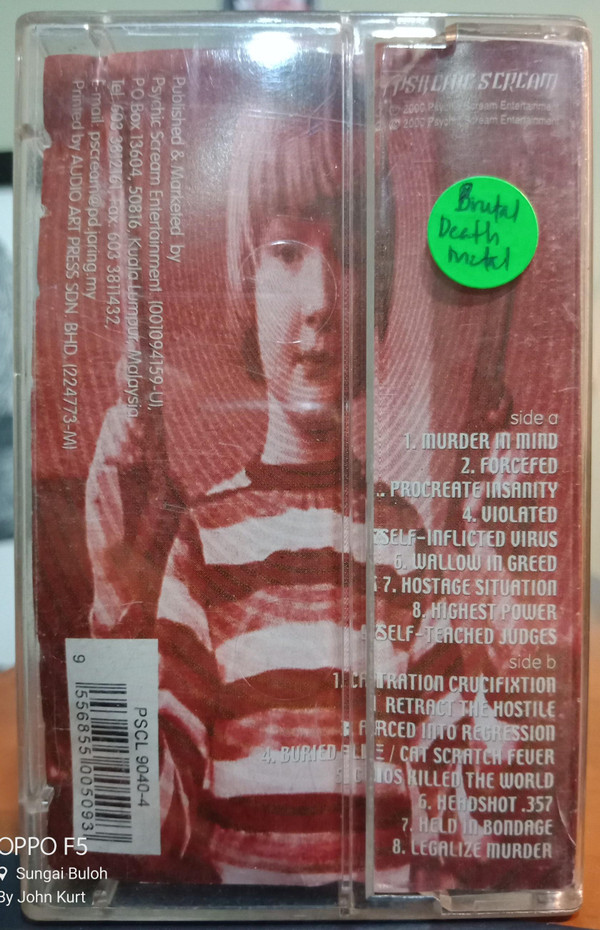 PSYCHIC SCREAM
℗ 2000 Psychic Scream Entertainment
© 2000 Psychic Scream Entertainment
Brutal
Death
Metal
side a
1. MURDER IN MIND
2. FORCEFED
PROCREATE INSANITY
4. VIOLATED
SELF-INFLICTED VIRUS
6. WALLOW IN GREED
7. HOSTAGE SITUATION
8. HIGHEST POWER
SELF-TEACHED JUDGES
side b
1. CRUCIFIXTION
RETRACT THE HOSTILE
INTO REGRESSION
4. BURIED / CAT SCRATCH FEVER
KILLED THE WORLD
6. HEADSHOT .357
7. HELD IN BONDAGE
8. LEGALIZE MURDER
Published & Marketed by
Psychic Scream Entertainment (001094159-U),
P.O Box 13604, 50816, Kuala Lumpur, Malaysia
Tel: 603 3812161, Fax: 603 3811432,
E-mail: pscream@pd.jaring.my
Printed by AUDIO ART PRESS SDN. BHD. (224773-M)
PSCL 9040-4
9 556855 005093
OPPO F5
Sungai Buloh
By John Kurt